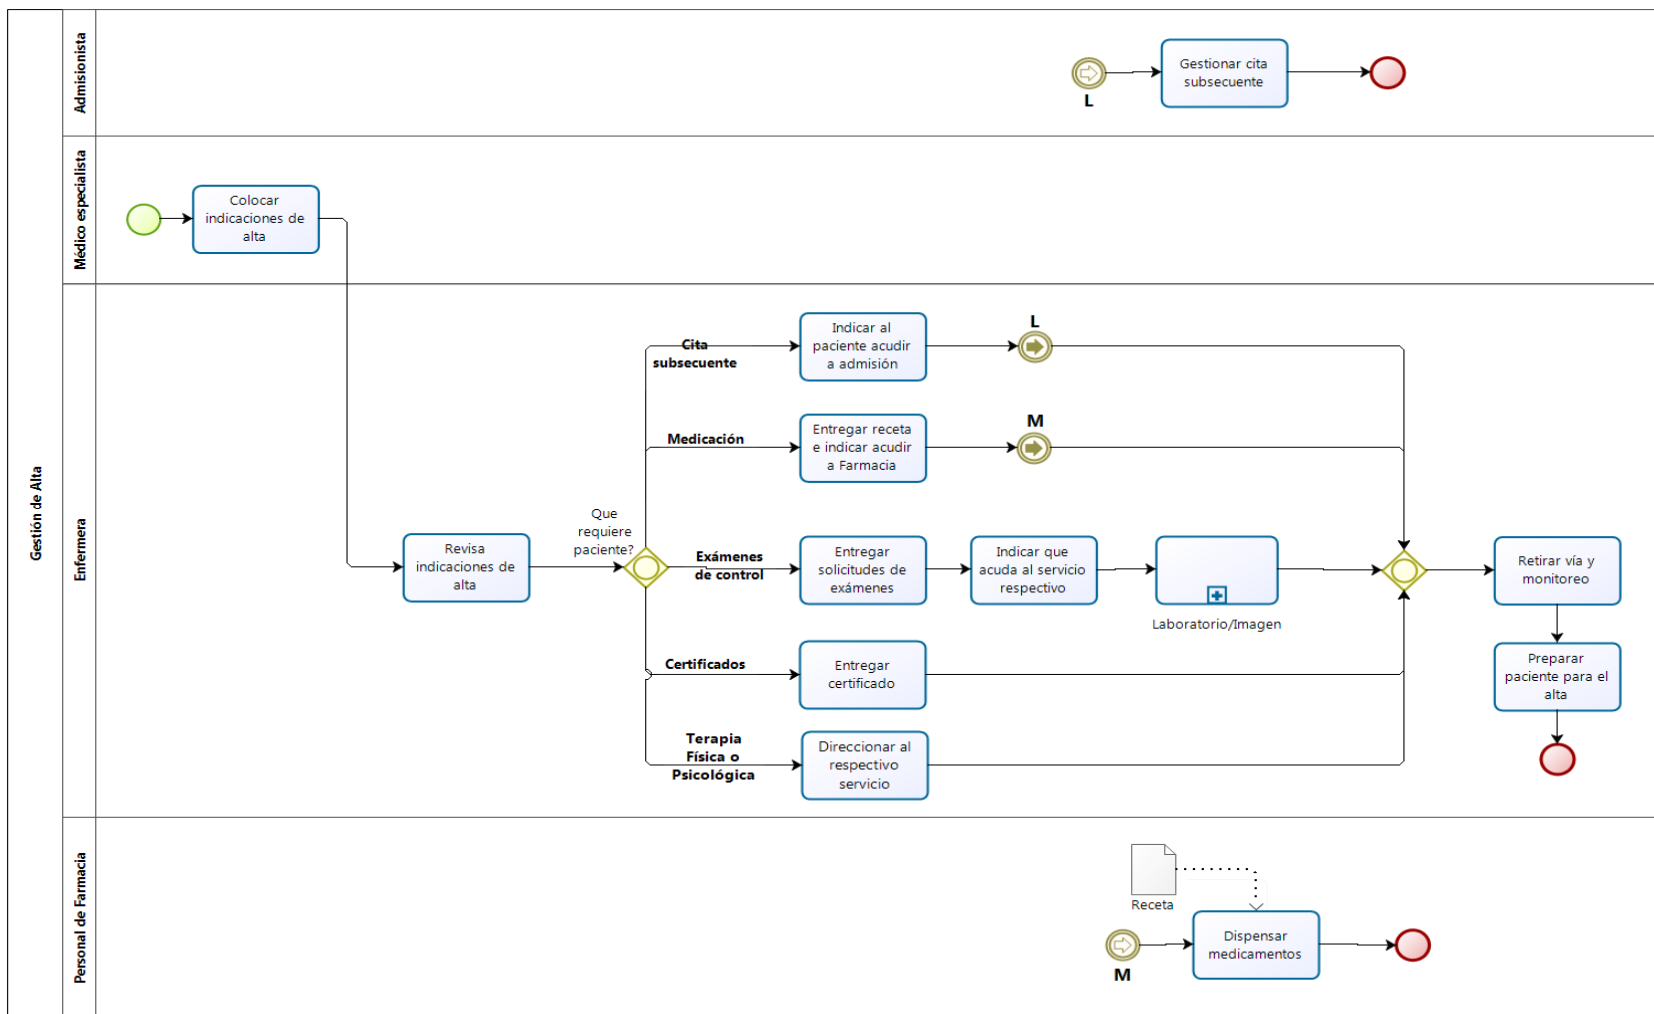 Gestión de Alta
Admisionista
L
Gestionar cita
subsecuente
Médico especialista
Colocar
indicaciones de
alta
Enfermera
Revisa
indicaciones de
alta
Que
requiere
paciente?
Cita
subsecuente
Indicar al
paciente acudir
a admisión
L
Medicación
Entregar receta
e indicar acudir
a Farmacia
M
Exámenes
de control
Entregar
solicitudes de
exámenes
Indicar que
acuda al servicio
respectivo
Laboratorio/Imagen
Certificados
Entregar
certificado
Terapia
Física o
Psicológica
Direccionar al
respectivo
servicio
Retirar vía y
monitoreo
Preparar
paciente para el
alta
Personal de Farmacia
Receta
M
Dispensar
medicamentos